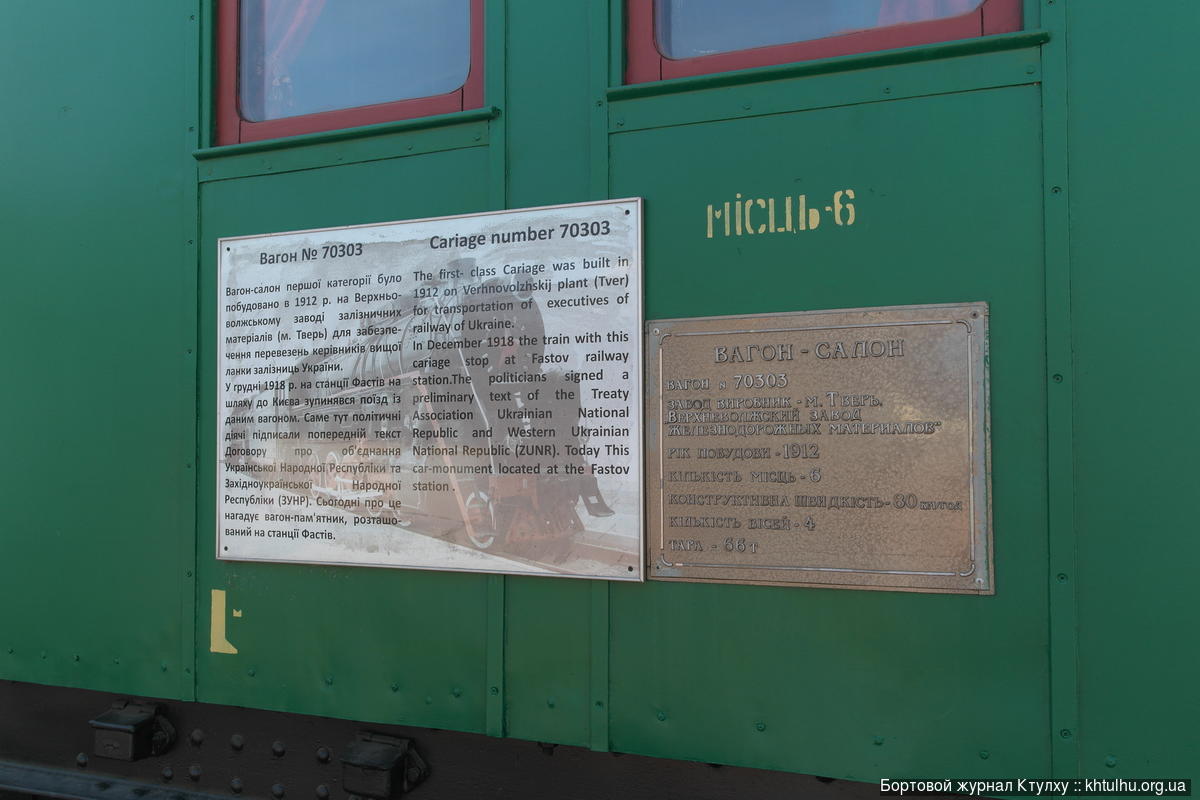 МІСЦЬ-6
Вагон № 70303
Вагон-салон першої категорії було
побудовано в 1912 р. на Верхньо-
волжському заводі залізничних
матеріалів (м. Тверь) для забезпе-
чення перевезень керівників вищої
ланки залізниць України.
У грудні 1918 р. на станції Фастів на
шляху до Києва зупинявся поїзд із
даним вагоном. Саме тут політичні
діячі підписали попередній текст
Договору про об'єднання
Української Народної Республіки та
Західноукраїнської Народної
Республіки (ЗУНР). Сьогодні про це
нагадує вагон-пам'ятник, розташо-
ваний на станції Фастів.
Cariage number 70303
The first- class Cariage was built in
1912 on Verhnovolzhskij plant (Tver)
for transportation of executives of
railway of Ukraine.
In December 1918 the train with this
cariage stop at Fastov railway
station.The politicians signed a
preliminary text of the Treaty
Association Ukrainian National
Republic and Western Ukrainian
National Republic (ZUNR). Today This
car-monument located at the Fastov
station .
ВАГОН - САЛОН
ВАГОН N 70303
ЗАВОД ВИРОБНИК - М. ТВЕРЬ.
ВЕРХНЕВОЛЖСКИЙ ЗАВОД
ЖЕЛЕЗНОДОРОЖНЫХ МАТЕРИАЛОВ"
РІК ПОБУДОВИ - 1912
КІЛЬКІСТЬ МІСЦЬ - 6
КОНСТРУКТИВНА ШВИДКІСТЬ - 80 КМ/ГОД
КІЛЬКІСТЬ ВІСЕЙ - 4
ТАРА - 66 Т
Бортовой журнал Ктулху :: khtulhu.org.ua